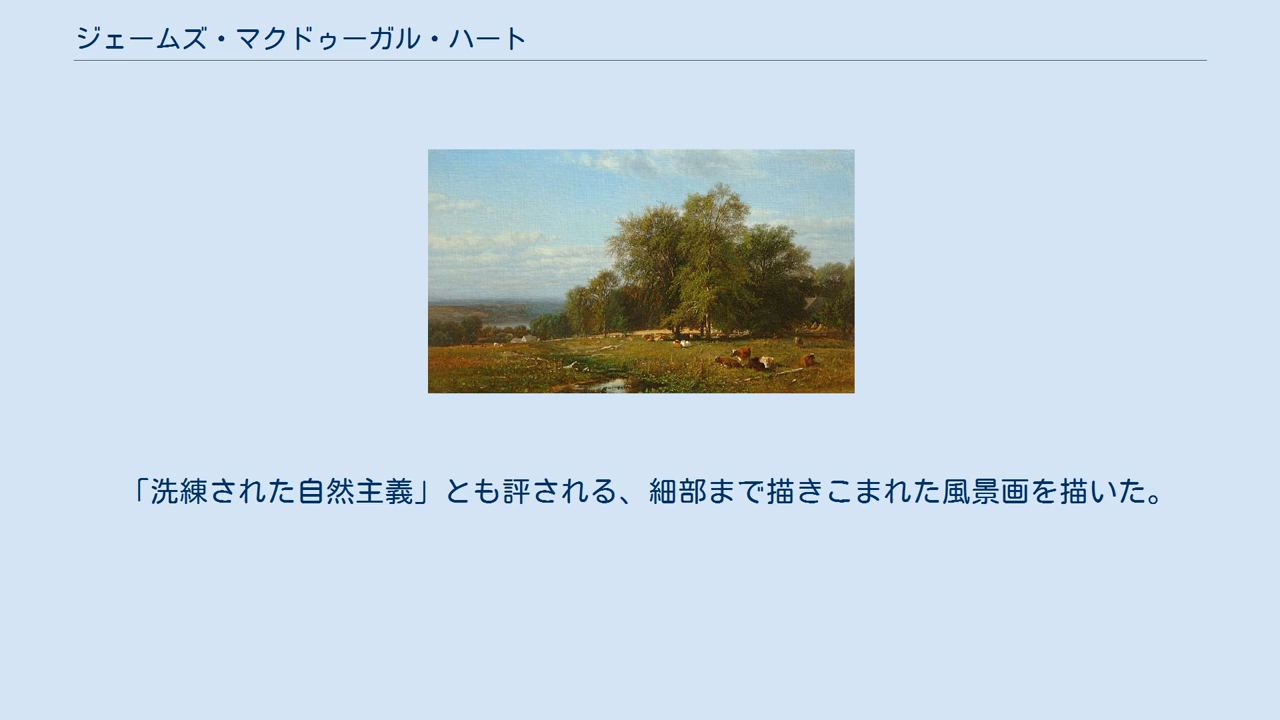 ジェームズ・マクドゥーガル・ハート
「洗練された自然主義」とも評される、細部まで描きこまれた風景画を描いた。